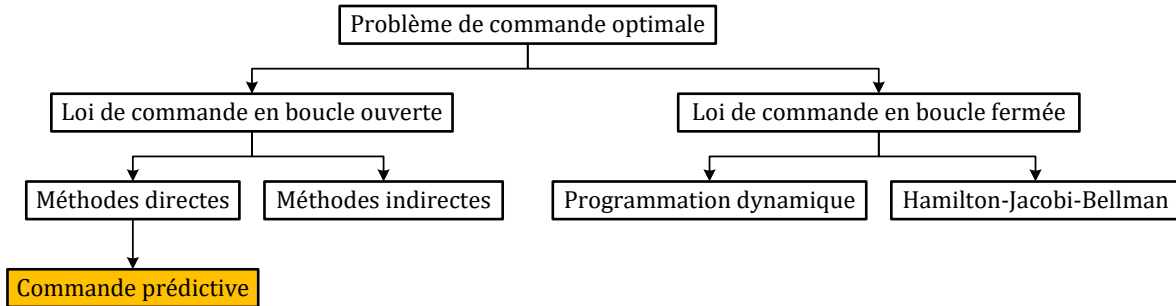 Problème de commande optimale
Loi de commande en boucle ouverte
Loi de commande en boucle fermée
Méthodes directes
Méthodes indirectes
Programmation dynamique
Hamilton-Jacobi-Bellman
Commande prédictive